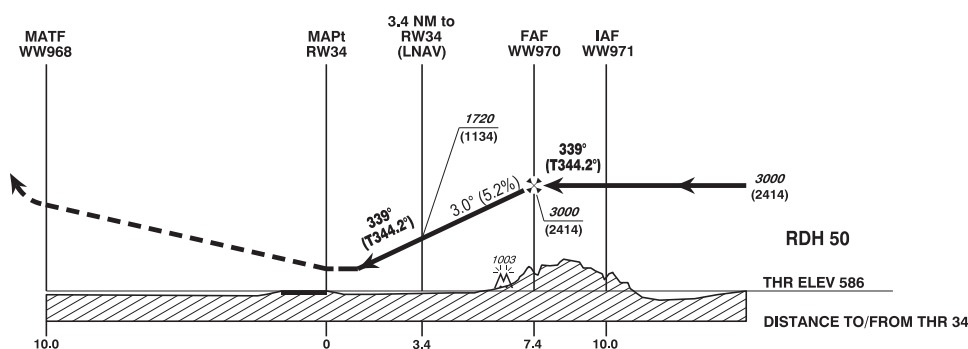 MATF
WW968
MAPt
RW34
3.4 NM to
RW34
(LNAV)
FAF
WW970
IAF
WW971
1720
(1134)
339°
(T344.2°)
3000
(2414)
3.0° (5.2%)
339°
(T344.2°)
3000
(2414)
RDH 50
1003
THR ELEV 586
DISTANCE TO/FROM THR 34
10.0
0
3.4
7.4
10.0